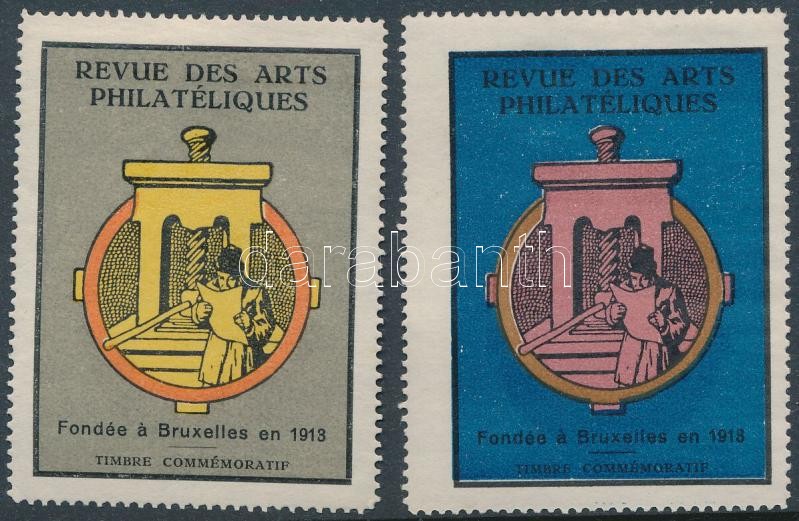 REVUE DES ARTS
PHILATÉLIQUES
Fondée à Bruxelles en 1913
TIMBRE COMMÉMORATIF
REVUE DES ARTS
PHILATÉLIQUES
Fondée à Bruxelles en 1913
TIMBRE COMMÉMORATIF
darabanth